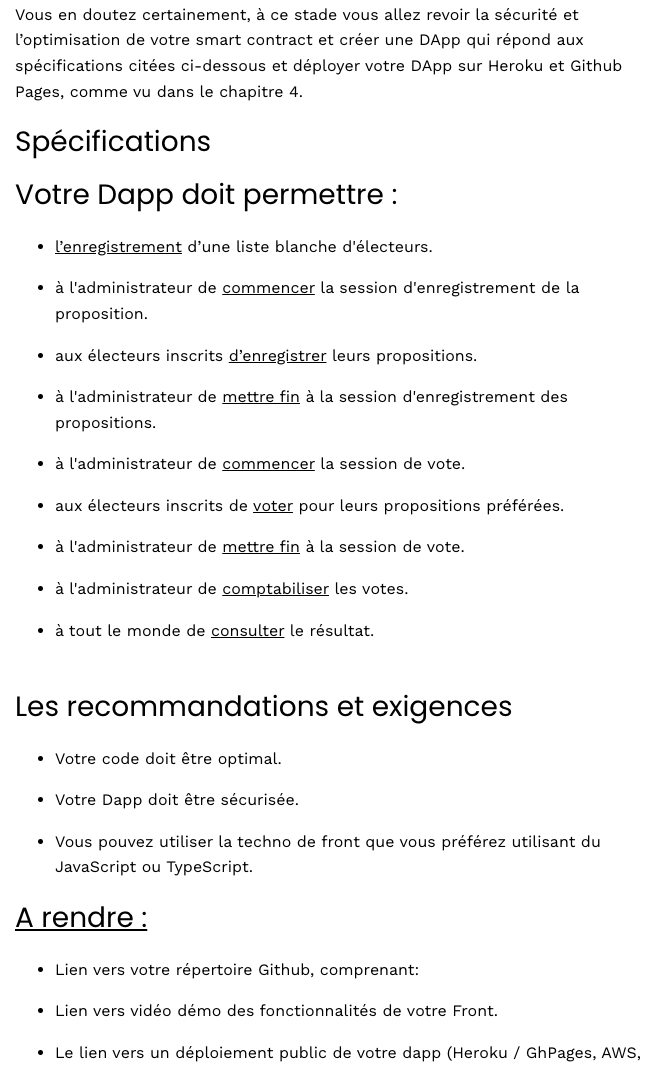 Vous en doutez certainement, à ce stade vous allez revoir la sécurité et
l’optimisation de votre smart contract et créer une DApp qui répond aux
spécifications citées ci-dessous et déployer votre DApp sur Heroku et Github
Pages, comme vu dans le chapitre 4.
Spécifications
Votre Dapp doit permettre :
• l’enregistrement d’une liste blanche d'électeurs.
• à l'administrateur de commencer la session d'enregistrement de la
proposition.
• aux électeurs inscrits d’enregistrer leurs propositions.
• à l'administrateur de mettre fin à la session d'enregistrement des
propositions.
• à l'administrateur de commencer la session de vote.
• aux électeurs inscrits de voter pour leurs propositions préférées.
• à l'administrateur de mettre fin à la session de vote.
• à l'administrateur de comptabiliser les votes.
• à tout le monde de consulter le résultat.
Les recommandations et exigences
• Votre code doit être optimal.
• Votre Dapp doit être sécurisée.
• Vous pouvez utiliser la techno de front que vous préférez utilisant du
JavaScript ou TypeScript.
A rendre :
• Lien vers votre répertoire Github, comprenant:
• Lien vers vidéo démo des fonctionnalités de votre Front.
• Le lien vers un déploiement public de votre dapp (Heroku / GhPages, AWS,